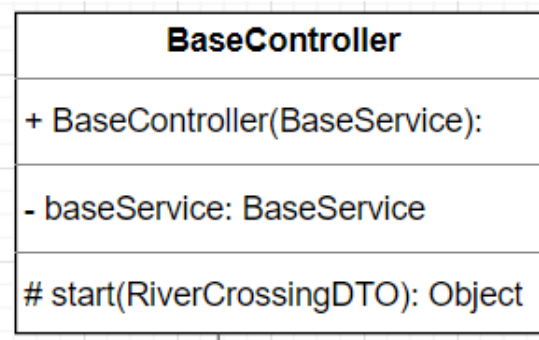 BaseController
+ BaseController(BaseService):
- baseService: BaseService
# start(RiverCrossingDTO): Object